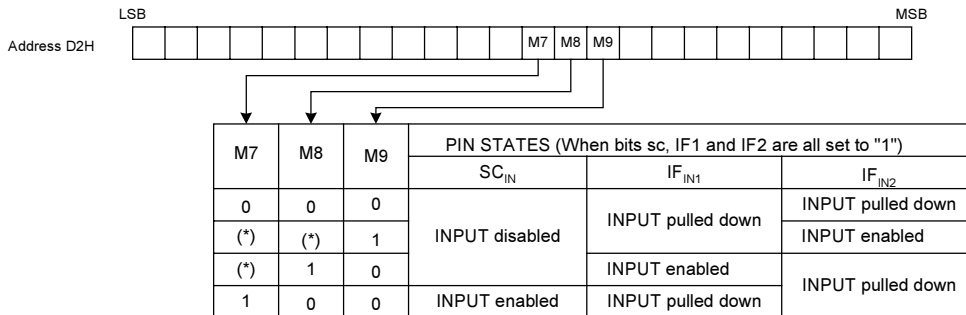 LSB MSB
Address D2H M7 M8 M9
M7 M8 M9 PIN STATES (When bits sc, IF1 and IF2 are all set to "1")
SCIN IFIN1 IFIN2
0 0 0 INPUT disabled INPUT pulled down INPUT pulled down
(*) (*) 1 INPUT enabled
(*) 1 0 INPUT enabled INPUT pulled down
1 0 0 INPUT enabled INPUT pulled down